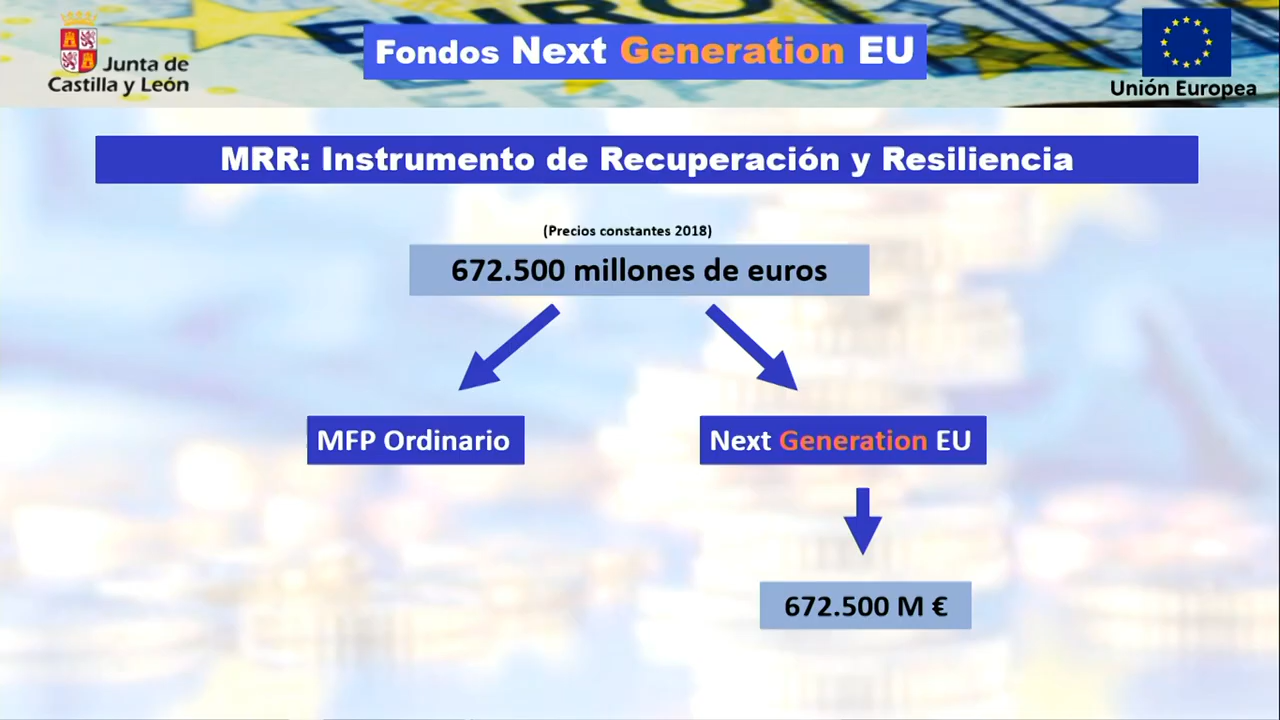 Junta de
Castilla y León
Fondos Next Generation EU
Unión Europea
MRR: Instrumento de Recuperación y Resiliencia
(Precios constantes 2018)
672.500 millones de euros
MFP Ordinario
Next Generation EU
672.500 M €